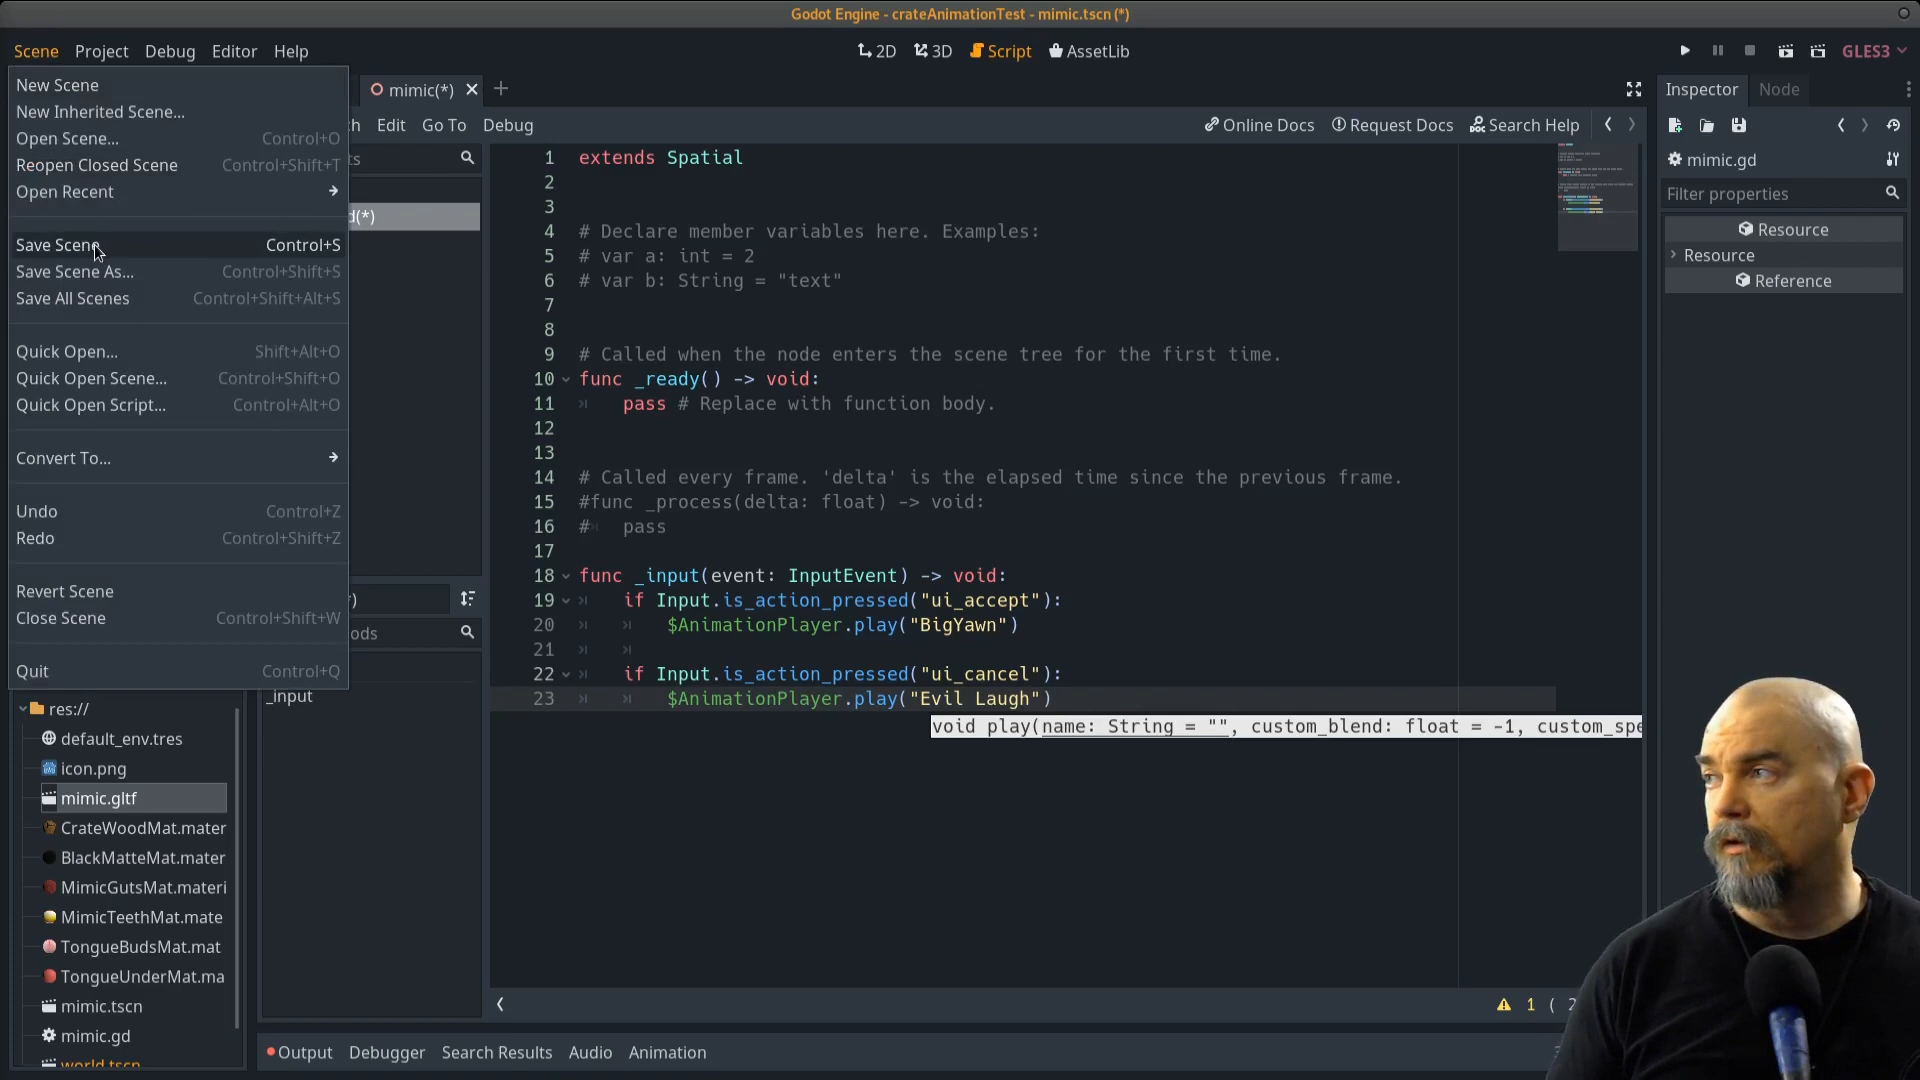 Godot Engine - crateAnimationTest - mimic.tscn (*)
Scene Project Debug Editor Help
2D 3D Script AssetLib
GLES3
New Scene
New Inherited Scene...
Open Scene... Control+O
Reopen Closed Scene Control+Shift+T
Open Recent
Save Scene Control+S
Save Scene As... Control+Shift+S
Save All Scenes Control+Shift+Alt+S
Quick Open... Shift+Alt+O
Quick Open Scene... Control+Shift+O
Quick Open Script... Control+Alt+O
Convert To...
Undo Control+Z
Redo Control+Shift+Z
Revert Scene
Close Scene Control+Shift+W
Quit Control+Q
mimic(*)
Edit Go To Debug
Online Docs Request Docs Search Help
d(*)
_input
1 extends Spatial
2
3
4 # Declare member variables here. Examples:
5 # var a: int = 2
6 # var b: String = "text"
7
8
9 # Called when the node enters the scene tree for the first time.
10 func _ready() -> void:
11 pass # Replace with function body.
12
13
14 # Called every frame. 'delta' is the elapsed time since the previous frame.
15 #func _process(delta: float) -> void:
16 # pass
17
18 func _input(event: InputEvent) -> void:
19 if Input.is_action_pressed("ui_accept"):
20 $AnimationPlayer.play("BigYawn")
21
22 if Input.is_action_pressed("ui_cancel"):
23 $AnimationPlayer.play("Evil Laugh")
void play(name: String = "", custom_blend: float = -1, custom_spe
1 (
res://
default_env.tres
icon.png
mimic.gltf
CrateWoodMat.mater
BlackMatteMat.mater
MimicGutsMat.materi
MimicTeethMat.mate
TongueBudsMat.mat
TongueUnderMat.ma
mimic.tscn
mimic.gd
world.tscn
Output Debugger Search Results Audio Animation
Inspector Node
mimic.gd
Filter properties
Resource
Resource
Reference